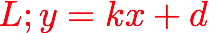 L; y = kx + d